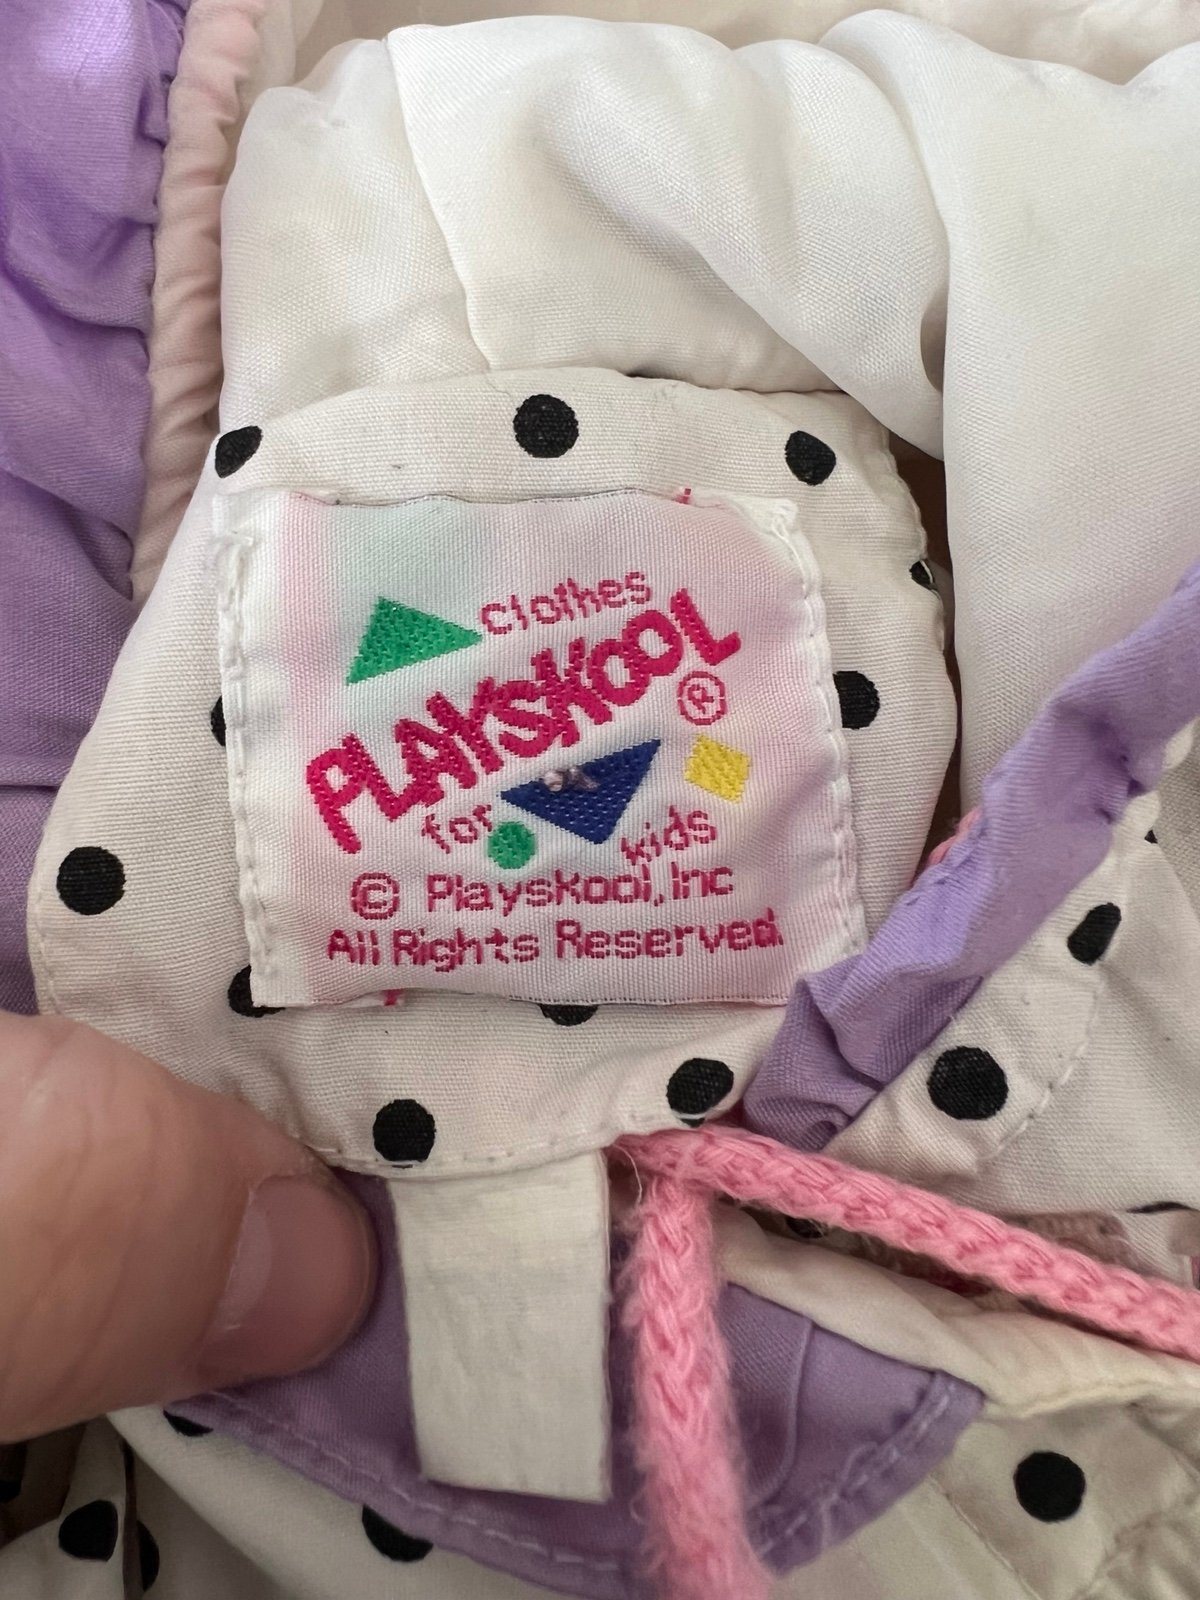 clothes
PLAYSKOOL ®
for kids
© Playskool, Inc
All Rights Reserved.